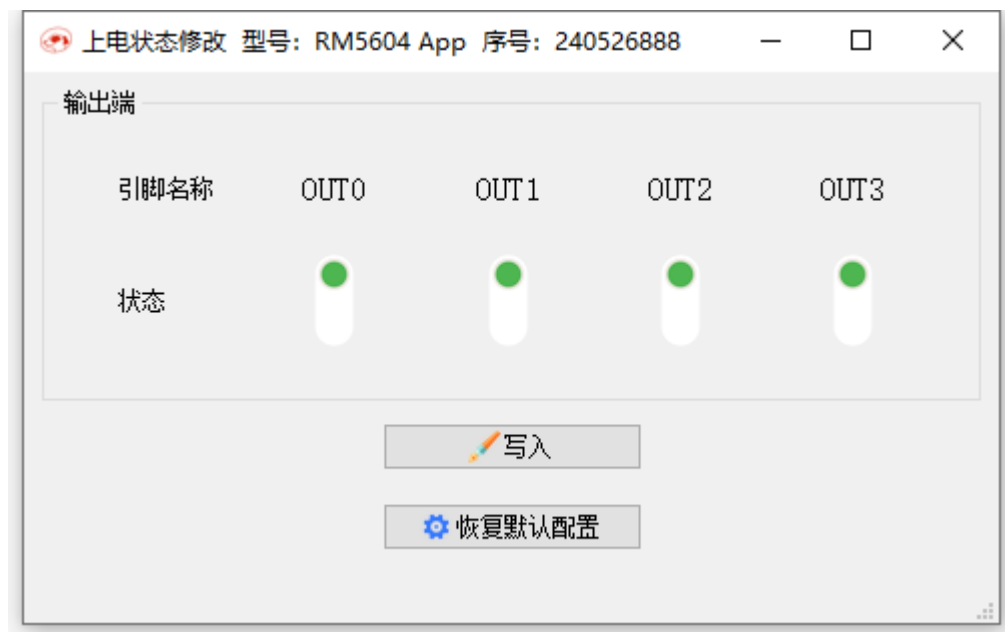 上电状态修改 型号：RM5604 App 序号：240526888
输出端
引脚名称 OUT0 OUT1 OUT2 OUT3
状态
写入
恢复默认配置